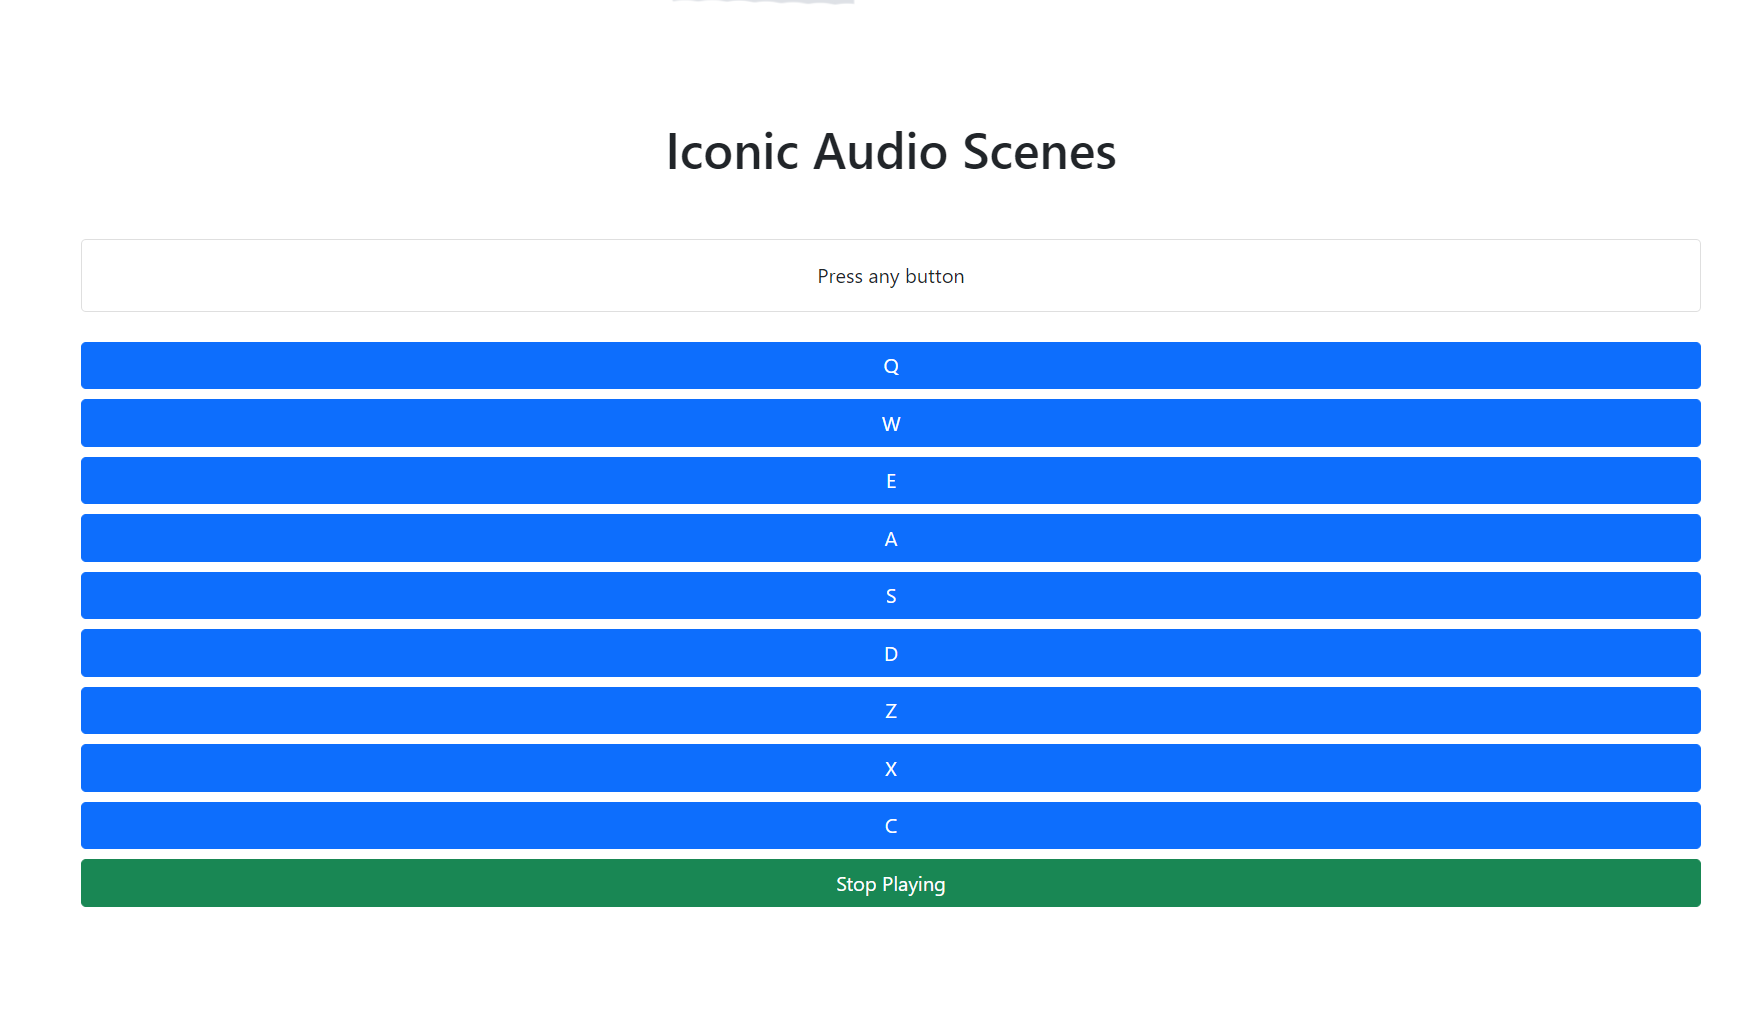 Iconic Audio Scenes
Press any button
Q
W
E
A
S
D
Z
X
C
Stop Playing